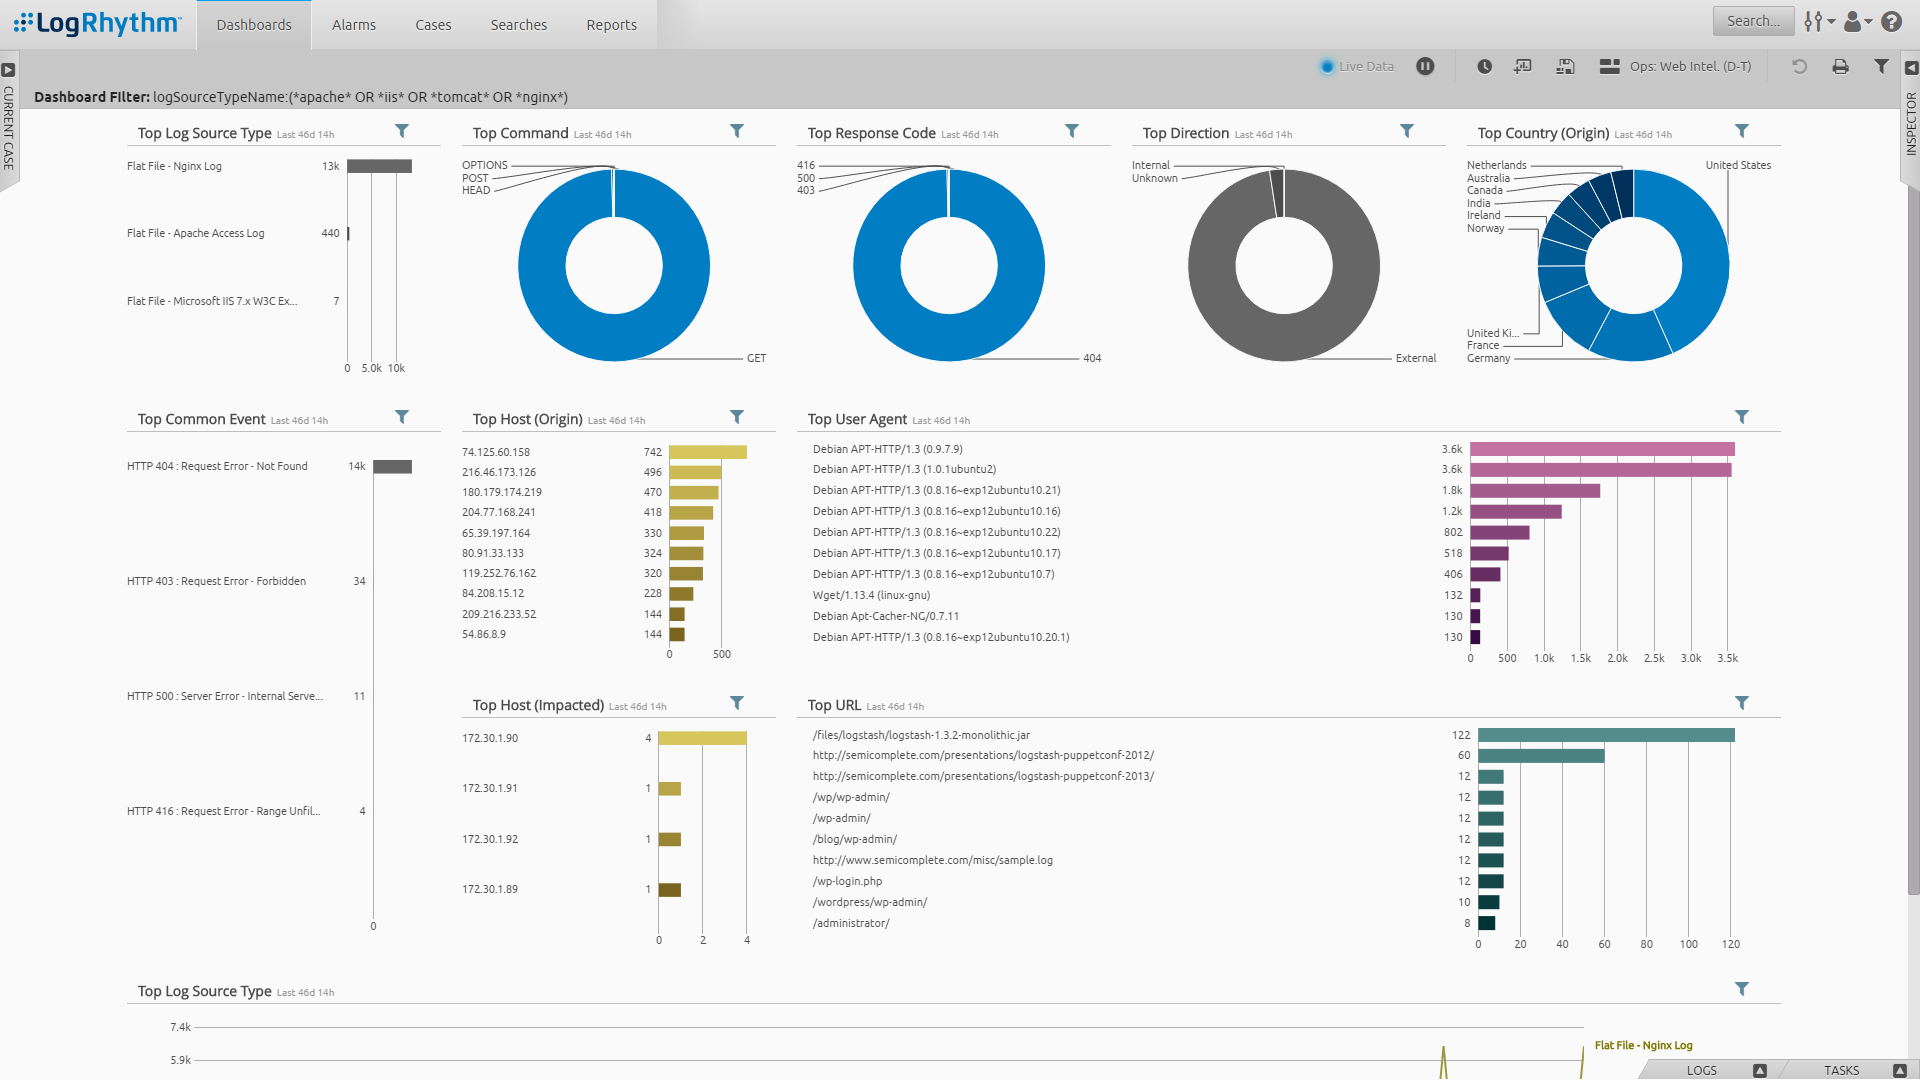 LogRhythm
Dashboards
Alarms
Cases
Searches
Reports
Search...
Live Data
Ops: Web Intel. (D-T)
CURRENT CASE
INSPECTOR
Dashboard Filter: logSourceTypeName:(*apache* OR *iis* OR *tomcat* OR *nginx*)
Top Log Source Type Last 46d 14h
Flat File - Nginx Log 13k
Flat File - Apache Access Log 440
Flat File - Microsoft IIS 7.x W3C Ex... 7
0 5.0k 10k
Top Command Last 46d 14h
OPTIONS
POST
HEAD
GET
Top Response Code Last 46d 14h
416
500
403
404
Top Direction Last 46d 14h
Internal
Unknown
External
Top Country (Origin) Last 46d 14h
Netherlands
Australia
Canada
India
Ireland
Norway
United Ki...
France
Germany
United States
Top Common Event Last 46d 14h
HTTP 404 : Request Error - Not Found 14k
HTTP 403 : Request Error - Forbidden 34
HTTP 500 : Server Error - Internal Serve... 11
HTTP 416 : Request Error - Range Unfil... 4
0
Top Host (Origin) Last 46d 14h
74.125.60.158 742
216.46.173.126 496
180.179.174.219 470
204.77.168.241 418
65.39.197.164 330
80.91.33.133 324
119.252.76.162 320
84.208.15.12 228
209.216.233.52 144
54.86.8.9 144
0 500
Top User Agent Last 46d 14h
Debian APT-HTTP/1.3 (0.9.7.9) 3.6k
Debian APT-HTTP/1.3 (1.0.1ubuntu2) 3.6k
Debian APT-HTTP/1.3 (0.8.16~exp12ubuntu10.21) 1.8k
Debian APT-HTTP/1.3 (0.8.16~exp12ubuntu10.16) 1.2k
Debian APT-HTTP/1.3 (0.8.16~exp12ubuntu10.22) 802
Debian APT-HTTP/1.3 (0.8.16~exp12ubuntu10.17) 518
Debian APT-HTTP/1.3 (0.8.16~exp12ubuntu10.7) 406
Wget/1.13.4 (linux-gnu) 132
Debian Apt-Cacher-NG/0.7.11 130
Debian APT-HTTP/1.3 (0.8.16~exp12ubuntu10.20.1) 130
0 500 1.0k 1.5k 2.0k 2.5k 3.0k 3.5k
Top Host (Impacted) Last 46d 14h
172.30.1.90 4
172.30.1.91 1
172.30.1.92 1
172.30.1.89 1
0 2 4
Top URL Last 46d 14h
/files/logstash/logstash-1.3.2-monolithic.jar 122
http://semicomplete.com/presentations/logstash-puppetconf-2012/ 60
http://semicomplete.com/presentations/logstash-puppetconf-2013/ 12
/wp/wp-admin/ 12
/wp-admin/ 12
/blog/wp-admin/ 12
http://www.semicomplete.com/misc/sample.log 12
/wp-login.php 12
/wordpress/wp-admin/ 10
/administrator/ 8
0 20 40 60 80 100 120
Top Log Source Type Last 46d 14h
7.4k
5.9k
Flat File - Nginx Log
LOGS
TASKS